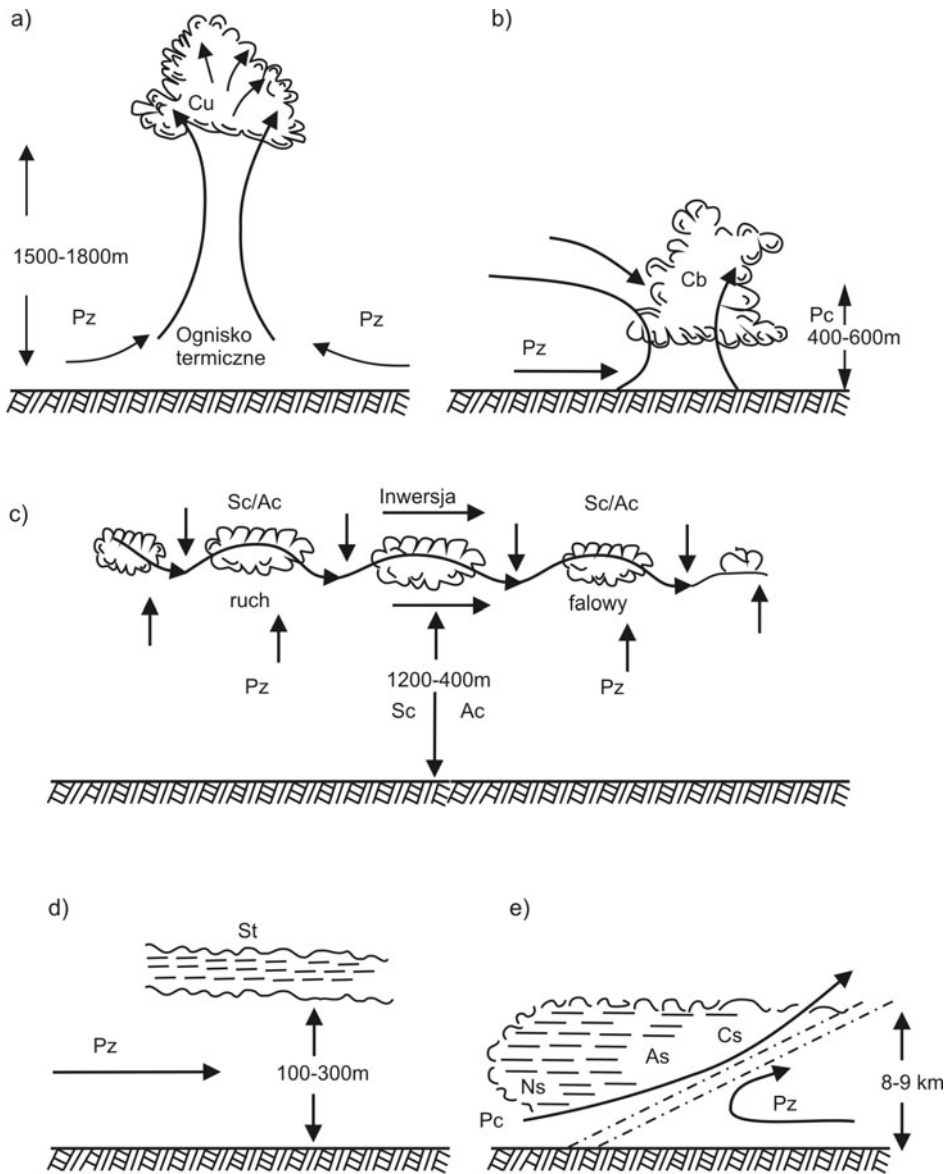 a)
Cu
1500-1800m
Pz
Ognisko
termiczne
Pz
b)
Cb
Pz
Pc
400-600m
c)
Sc/Ac
Inwersja
Sc/Ac
ruch
falowy
Pz
1200-400m
Pz
Sc
Ac
d)
St
Pz
100-300m
e)
Cs
As
Ns
Pc
Pz
8-9 km